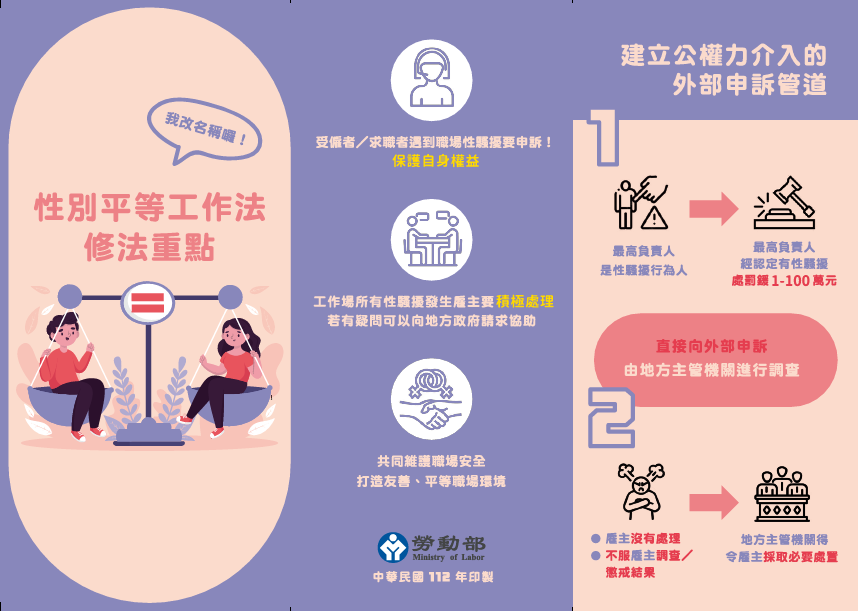 我改名稱囉！
性別平等工作法
修法重點
受僱者／求職者遇到職場性騷擾要申訴！
保護自身權益
工作場所有性騷擾發生雇主要積極處理
若有疑問可以向地方政府請求協助
共同維護職場安全
打造友善、平等職場環境
勞動部
Ministry of Labor
中華民國 112 年印製
建立公權力介入的
外部申訴管道
1
最高負責人
是性騷擾行為人
最高負責人
經認定有性騷擾
處罰鍰 1-100 萬元
直接向外部申訴
由地方主管機關進行調查
2
● 雇主沒有處理
● 不服雇主調查／
懲戒結果
地方主管機關得
令雇主採取必要處置